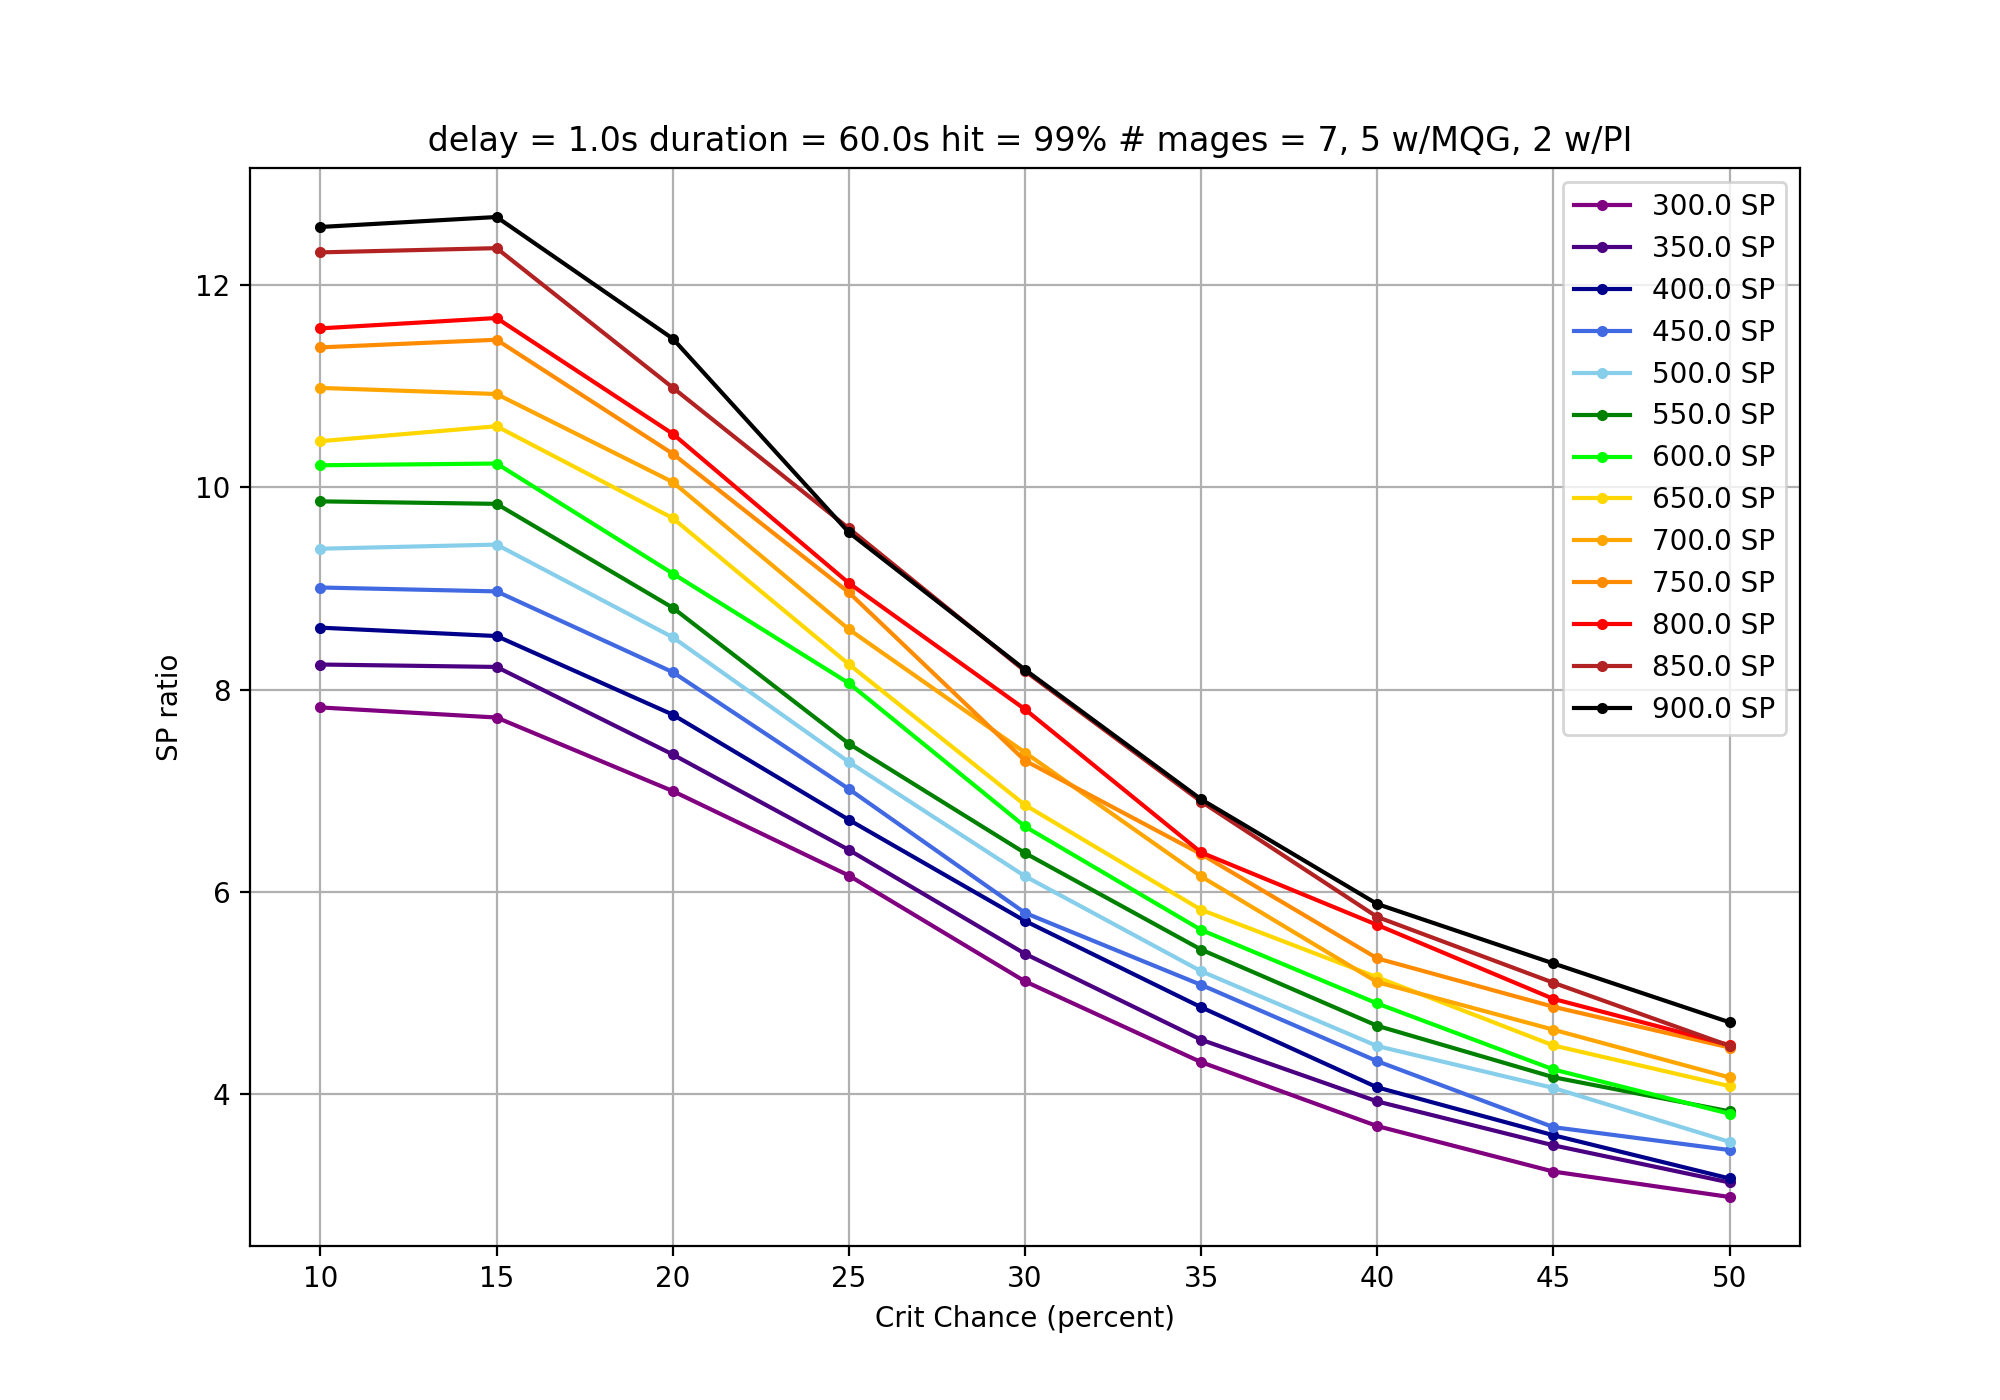 delay = 1.0s duration = 60.0s hit = 99% # mages = 7, 5 w/MQG, 2 w/PI
300.0 SP
350.0 SP
400.0 SP
450.0 SP
500.0 SP
550.0 SP
600.0 SP
650.0 SP
700.0 SP
750.0 SP
800.0 SP
850.0 SP
900.0 SP
12
10
8
6
4
SP ratio
10 15 20 25 30 35 40 45 50
Crit Chance (percent)